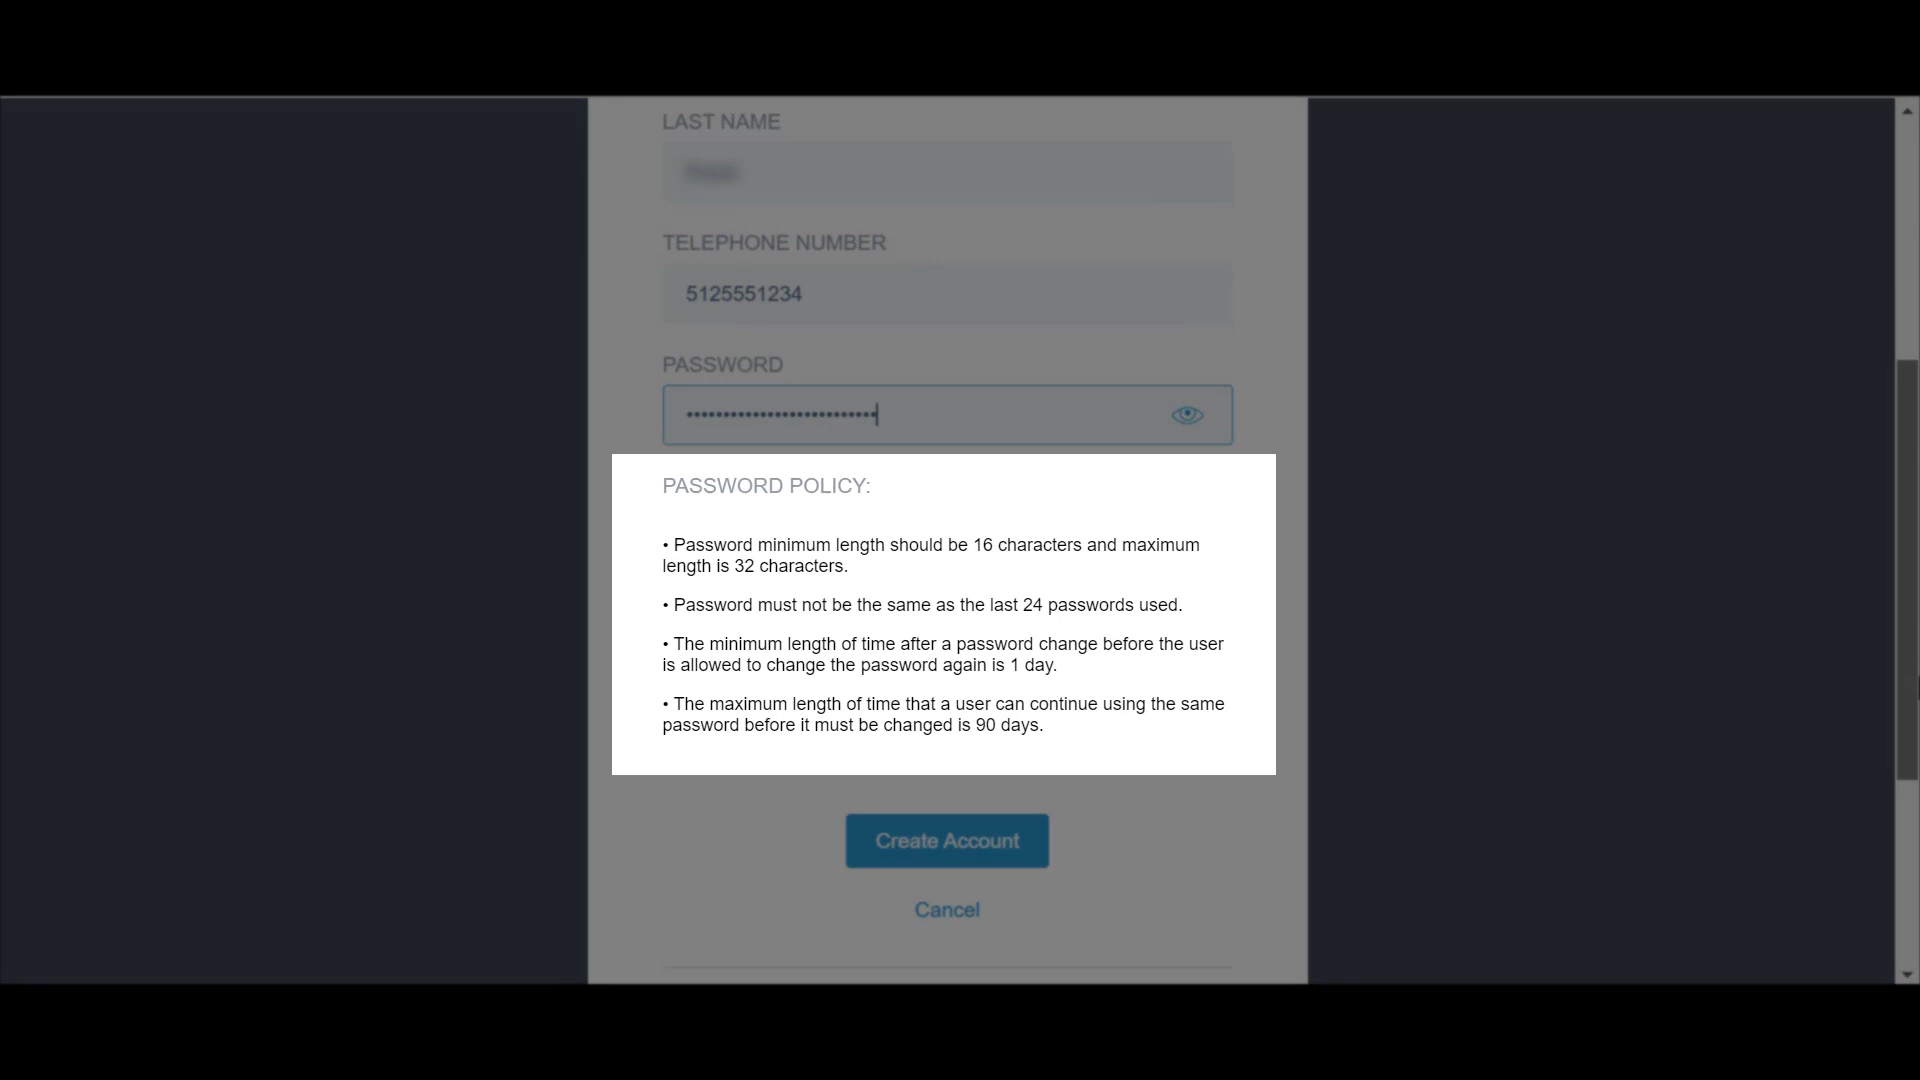 LAST NAME
TELEPHONE NUMBER
5125551234
PASSWORD
PASSWORD POLICY:
• Password minimum length should be 16 characters and maximum
length is 32 characters.
• Password must not be the same as the last 24 passwords used.
• The minimum length of time after a password change before the user
is allowed to change the password again is 1 day.
• The maximum length of time that a user can continue using the same
password before it must be changed is 90 days.
Create Account
Cancel